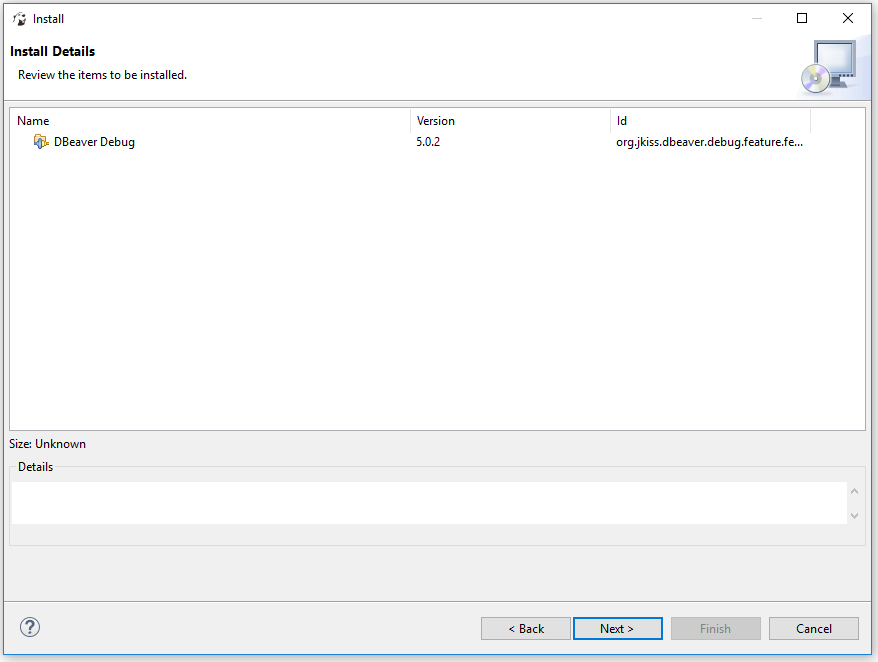 Install
Install Details
Review the items to be installed.
Name Version Id
DBeaver Debug 5.0.2 org.jkiss.dbeaver.debug.feature.fe...
Size: Unknown
Details
?
< Back Next > Finish Cancel